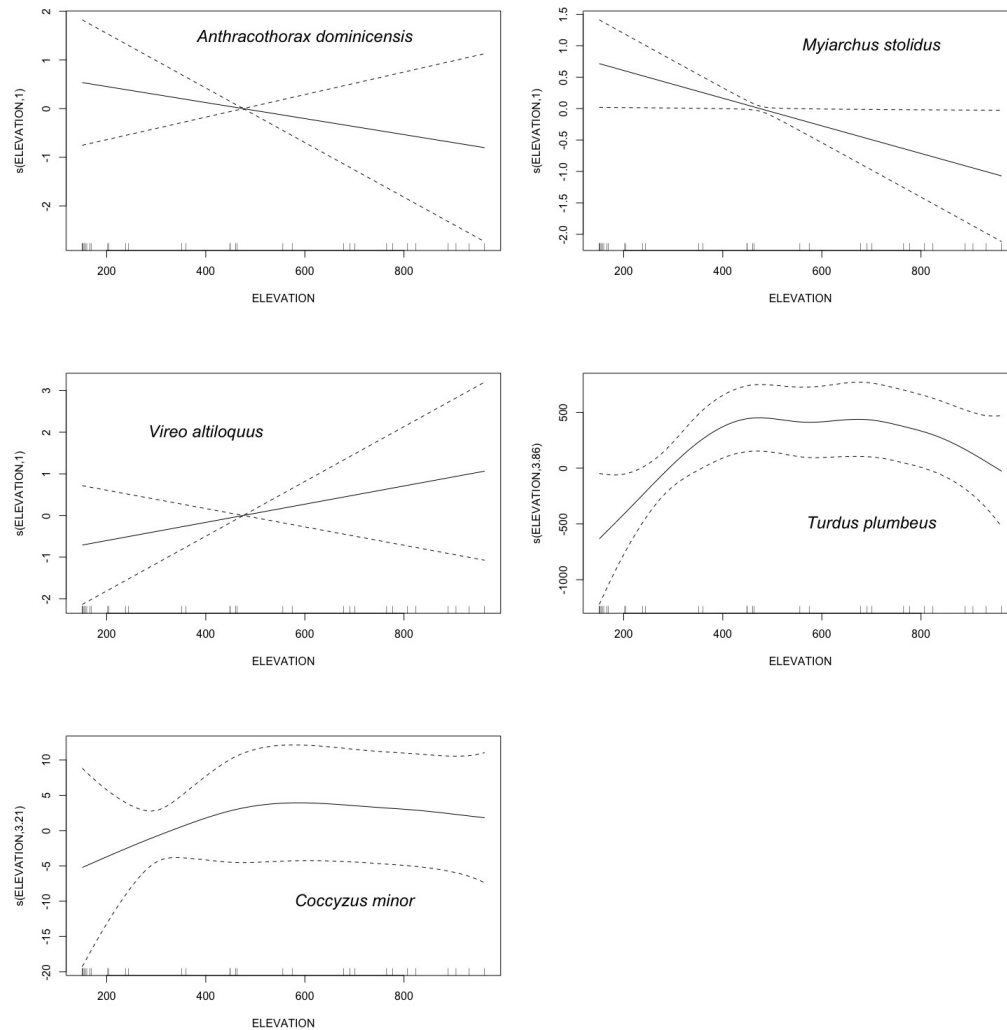 Anthracothorax dominicensis
s(ELEVATION,1)
2
1
0
-1
-2
200 400 600 800
ELEVATION
Myiarchus stolidus
s(ELEVATION,1)
1.5
1.0
0.5
0.0
-0.5
-1.0
-1.5
-2.0
200 400 600 800
ELEVATION
Vireo altiloquus
s(ELEVATION,1)
3
2
1
0
-1
-2
200 400 600 800
ELEVATION
Turdus plumbeus
s(ELEVATION,3.86)
500
0
-500
-1000
200 400 600 800
ELEVATION
Coccyzus minor
s(ELEVATION,3.21)
10
5
0
-5
-10
-15
-20
200 400 600 800
ELEVATION